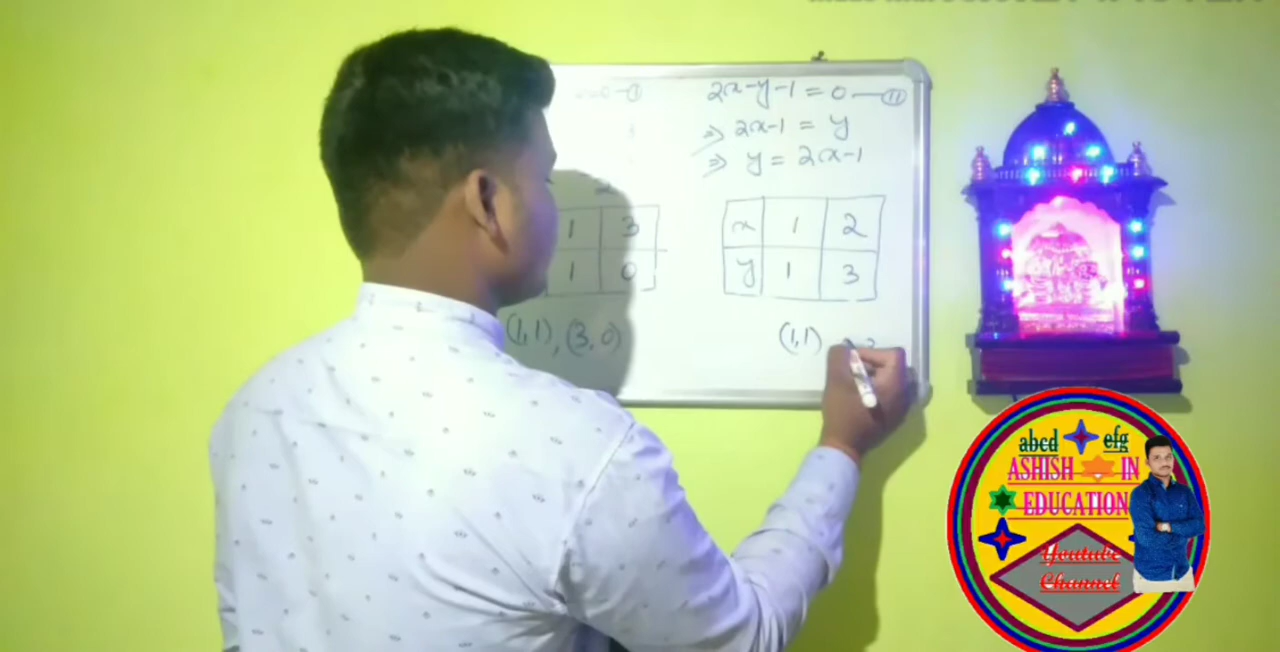 2x-y-1=0—(ii)
⇒ 2x-1 = y
⇒ y = 2x-1
1 3
1 0
x 1 2
y 1 3
(1,1), (3,0)
(1,1)
abcd efg
ASHISH IN
EDUCATION
Youtube
Channel